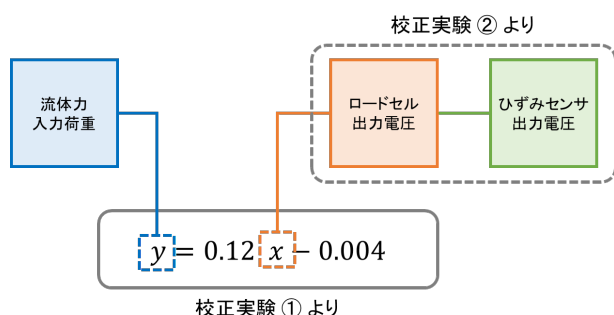 校正実験 ② より
流体力
入力荷重
ロードセル
出力電圧
ひずみセンサ
出力電圧
y = 0.12 x − 0.004
校正実験 ① より